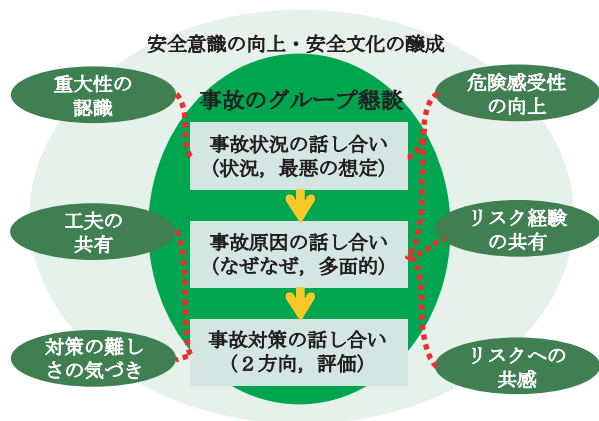 安全意識の向上・安全文化の醸成
事故のグループ懇談
重大性の
認識
危険感受性
の向上
事故状況の話し合い
（状況，最悪の想定）
工夫の
共有
リスク経験
の共有
事故原因の話し合い
（なぜなぜ，多面的）
対策の難し
さの気づき
リスクへの
共感
事故対策の話し合い
（２方向，評価）